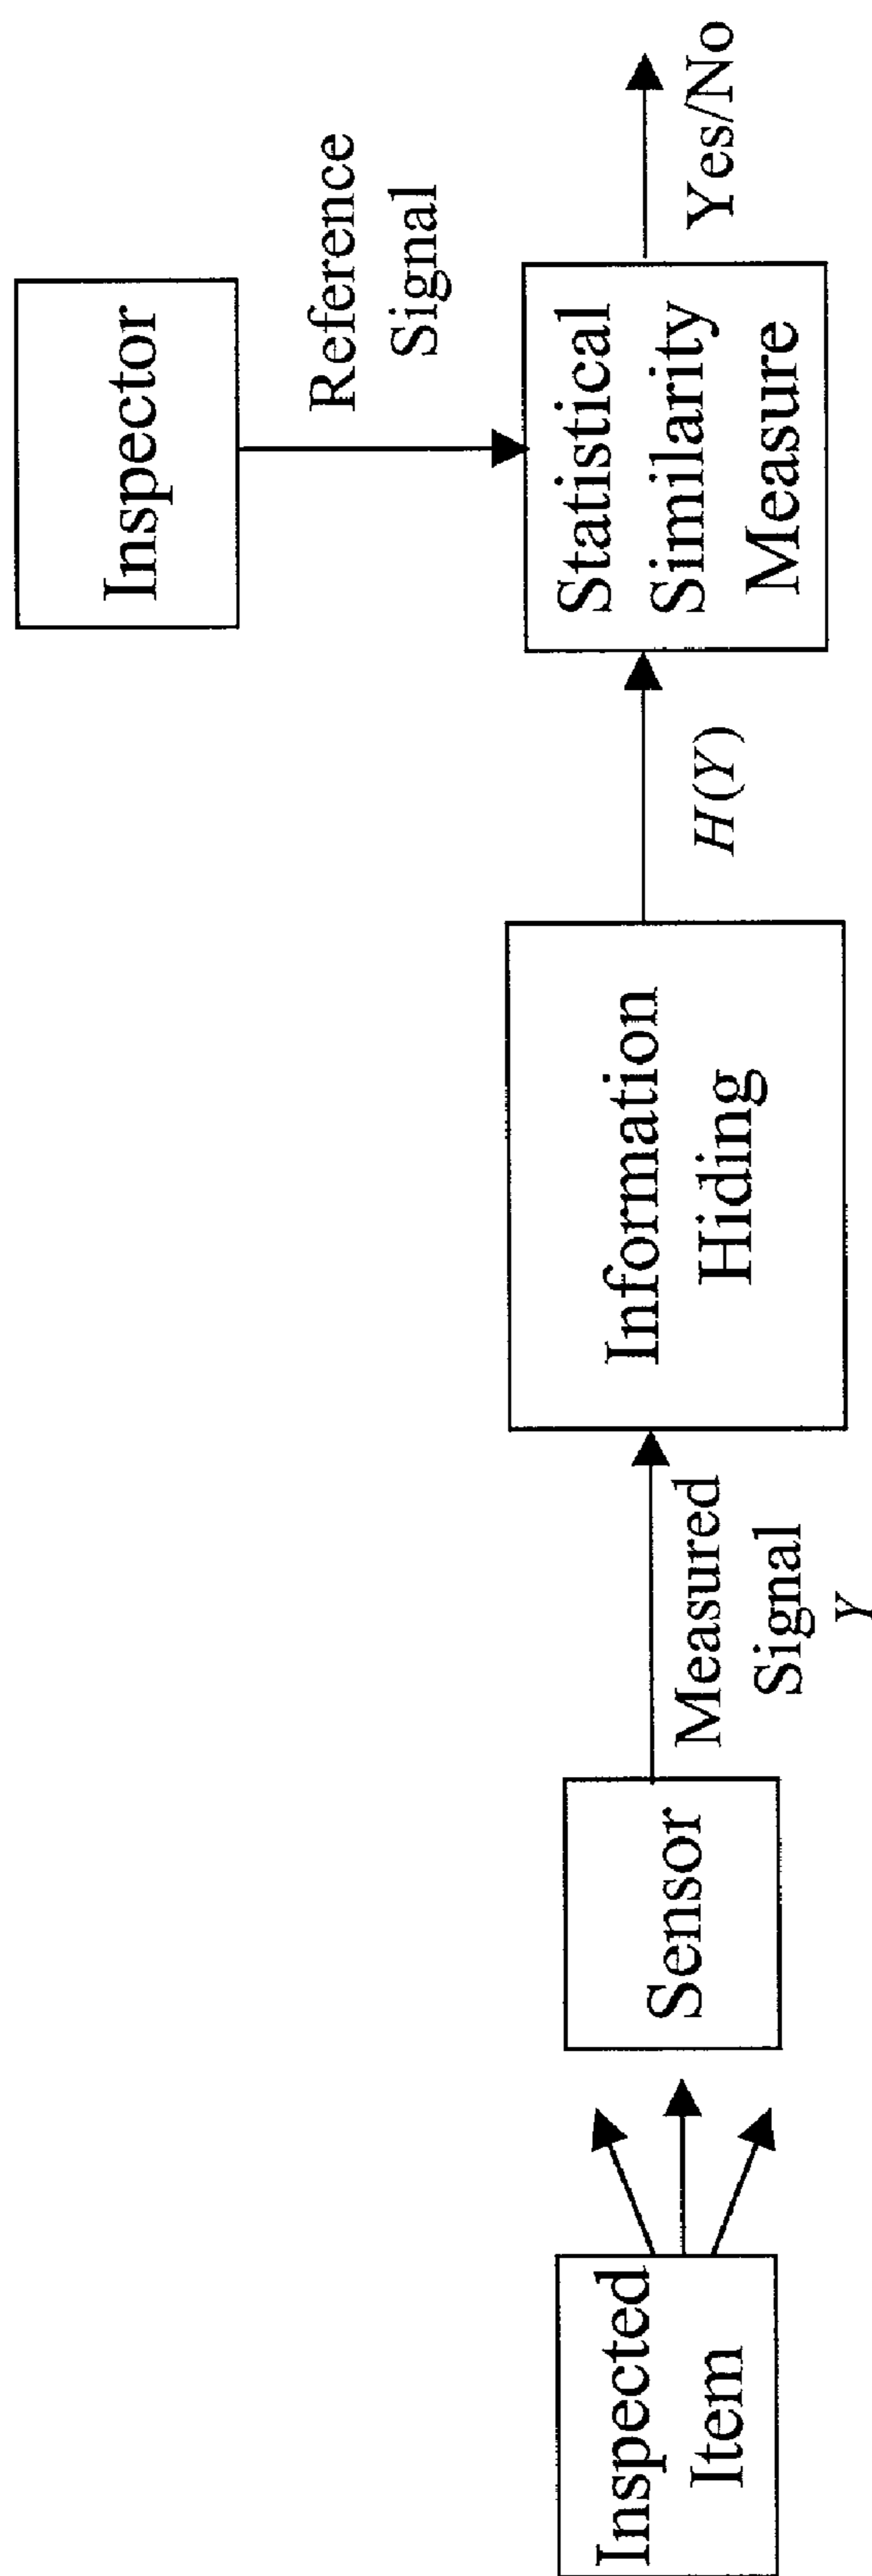 Inspector
Reference
Signal
Inspected
Item
Sensor
Measured
Signal
Y
Information
Hiding
H(Y)
Statistical
Similarity
Measure
Yes/No